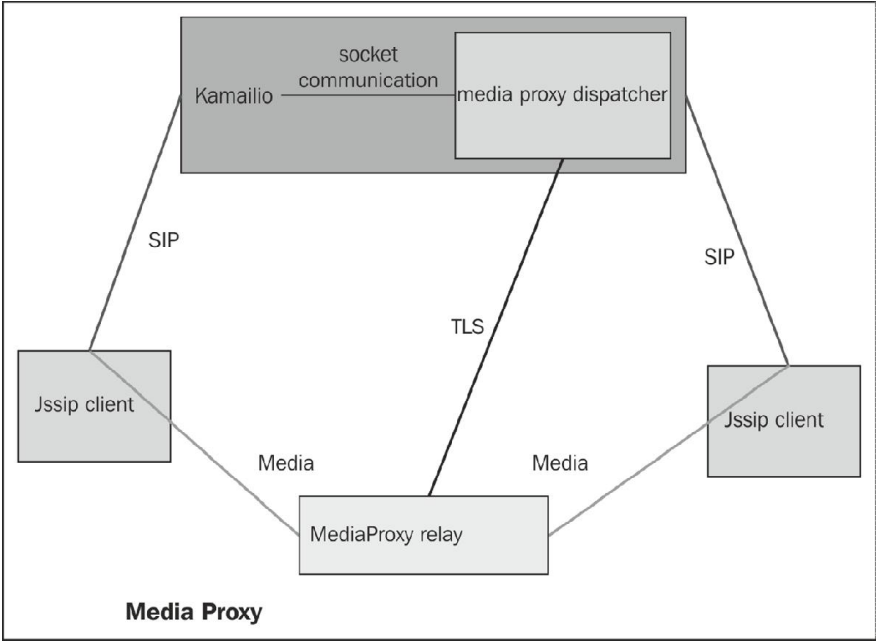 socket
communication
Kamailio
media proxy dispatcher
SIP
SIP
TLS
Jssip client
Jssip client
Media
Media
MediaProxy relay
Media Proxy